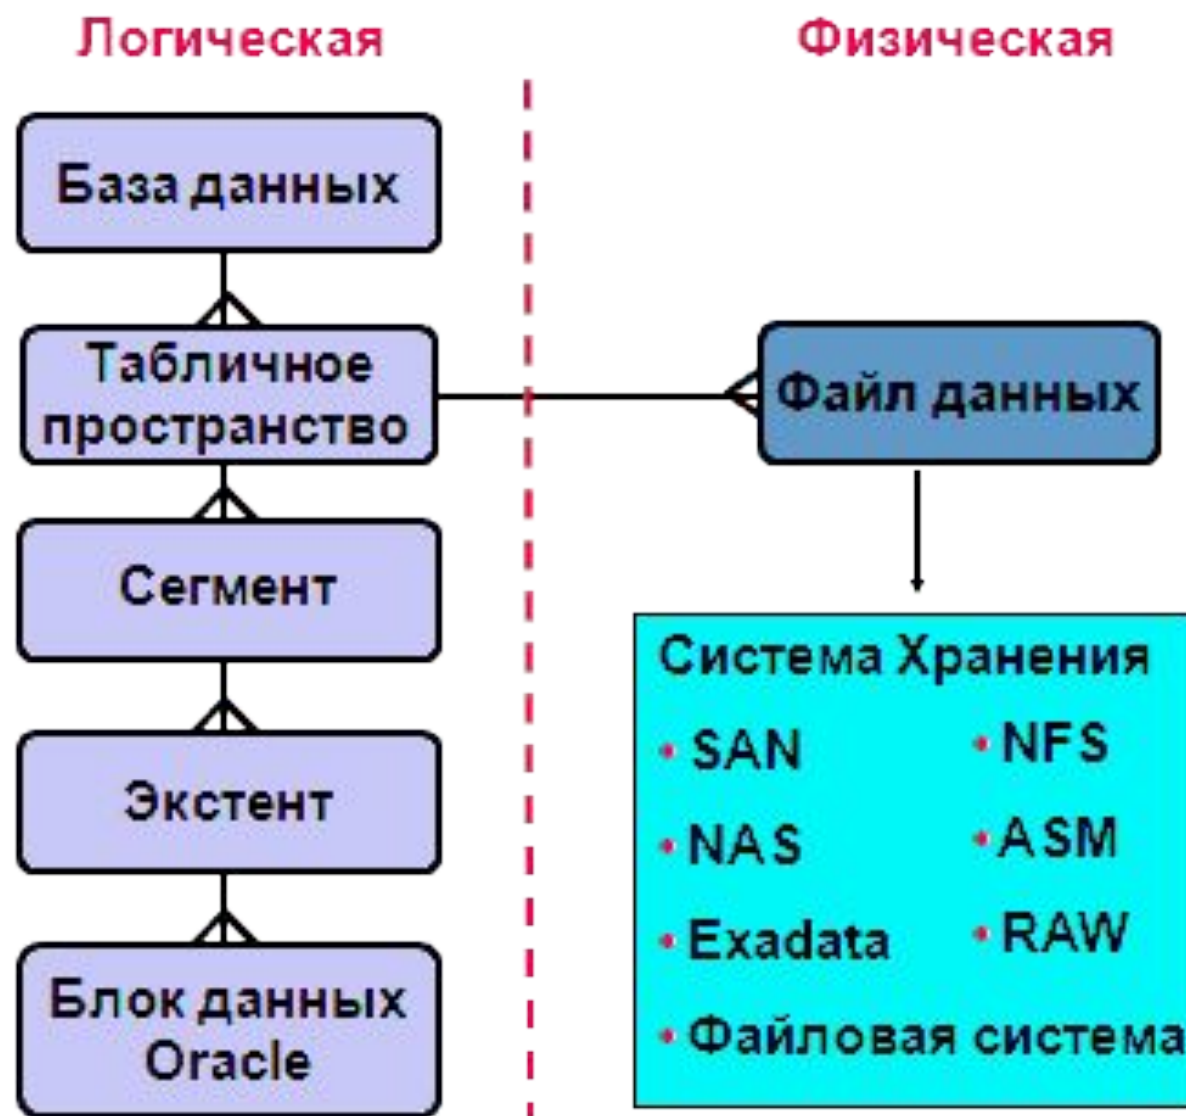 Логическая
Физическая
База данных
Табличное
пространство
Файл данных
Сегмент
Экстент
Блок данных
Oracle
Система Хранения
• SAN
• NFS
• NAS
• ASM
• Exadata
• RAW
• Файловая система